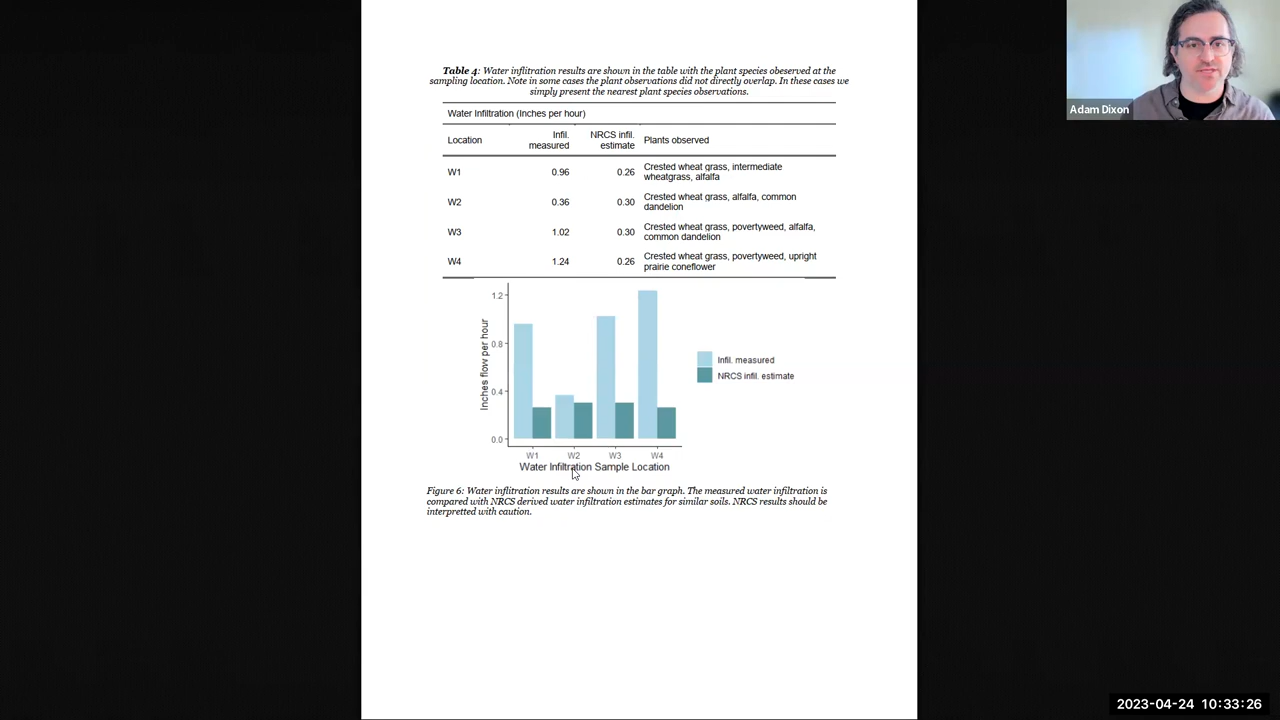 Table 4: Water inflitration results are shown in the table with the plant species obeserved at the
sampling location. Note in some cases the plant observations did not directly overlap. In these cases we
simply present the nearest plant species observations.
Water Infiltration (Inches per hour)
Location Infil. measured NRCS infil. estimate Plants observed
W1 0.96 0.26 Crested wheat grass, intermediate
wheatgrass, alfalfa
W2 0.36 0.30 Crested wheat grass, alfalfa, common
dandelion
W3 1.02 0.30 Crested wheat grass, povertyweed, alfalfa,
common dandelion
W4 1.24 0.26 Crested wheat grass, povertyweed, upright
prairie coneflower
Inches flow per hour
1.2
0.8
0.4
0.0
W1 W2 W3 W4
Water Infiltration Sample Location
Infil. measured
NRCS infil. estimate
Figure 6: Water inflitration results are shown in the bar graph. The measured water infiltration is
compared with NRCS derived water infiltration estimates for similar soils. NRCS results should be
interpretted with caution.
Adam Dixon
2023-04-24 10:33:26